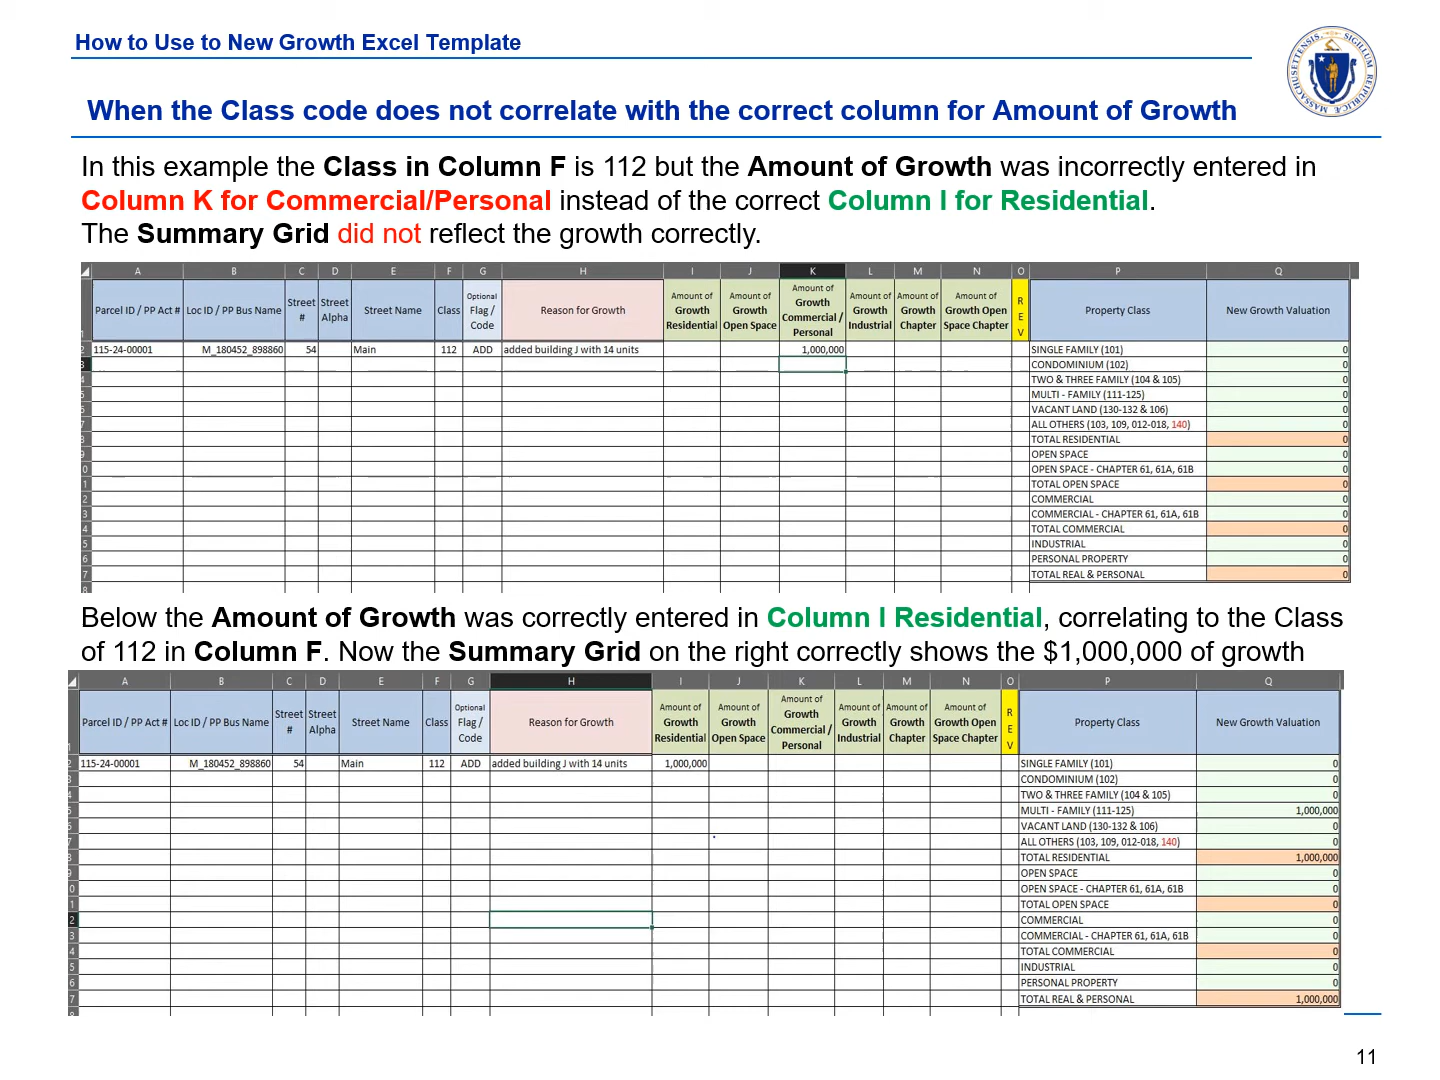 How to Use to New Growth Excel Template
When the Class code does not correlate with the correct column for Amount of Growth
MASSACHUSETTENSIS. SIGILLUM REIPUBLICÆ
In this example the Class in Column F is 112 but the Amount of Growth was incorrectly entered in
Column K for Commercial/Personal instead of the correct Column I for Residential.
The Summary Grid did not reflect the growth correctly.
A B C D E F G H I J K L M N O P Q
Parcel ID / PP Act # Loc ID / PP Bus Name Street # Street Alpha Street Name Class Optional Flag / Code Reason for Growth Amount of Growth Residential Amount of Growth Open Space Amount of Growth Commercial / Personal Amount of Growth Industrial Amount of Growth Chapter Amount of Growth Open Space Chapter R E V Property Class New Growth Valuation
115-24-00001 M_180452_898860 54 Main 112 ADD added building J with 14 units 1,000,000 SINGLE FAMILY (101) 0
CONDOMINIUM (102) 0
TWO & THREE FAMILY (104 & 105) 0
MULTI - FAMILY (111-125) 0
VACANT LAND (130-132 & 106) 0
ALL OTHERS (103, 109, 012-018, 140) 0
TOTAL RESIDENTIAL 0
OPEN SPACE 0
OPEN SPACE - CHAPTER 61, 61A, 61B 0
TOTAL OPEN SPACE 0
COMMERCIAL 0
COMMERCIAL - CHAPTER 61, 61A, 61B 0
TOTAL COMMERCIAL 0
INDUSTRIAL 0
PERSONAL PROPERTY 0
TOTAL REAL & PERSONAL 0
Below the Amount of Growth was correctly entered in Column I Residential, correlating to the Class
of 112 in Column F. Now the Summary Grid on the right correctly shows the $1,000,000 of growth
A B C D E F G H I J K L M N O P Q
Parcel ID / PP Act # Loc ID / PP Bus Name Street # Street Alpha Street Name Class Optional Flag / Code Reason for Growth Amount of Growth Residential Amount of Growth Open Space Amount of Growth Commercial / Personal Amount of Growth Industrial Amount of Growth Chapter Amount of Growth Open Space Chapter R E V Property Class New Growth Valuation
115-24-00001 M_180452_898860 54 Main 112 ADD added building J with 14 units 1,000,000 SINGLE FAMILY (101) 0
CONDOMINIUM (102) 0
TWO & THREE FAMILY (104 & 105) 0
MULTI - FAMILY (111-125) 1,000,000
VACANT LAND (130-132 & 106) 0
ALL OTHERS (103, 109, 012-018, 140) 0
TOTAL RESIDENTIAL 1,000,000
OPEN SPACE 0
OPEN SPACE - CHAPTER 61, 61A, 61B 0
TOTAL OPEN SPACE 0
COMMERCIAL 0
COMMERCIAL - CHAPTER 61, 61A, 61B 0
TOTAL COMMERCIAL 0
INDUSTRIAL 0
PERSONAL PROPERTY 0
TOTAL REAL & PERSONAL 1,000,000
11